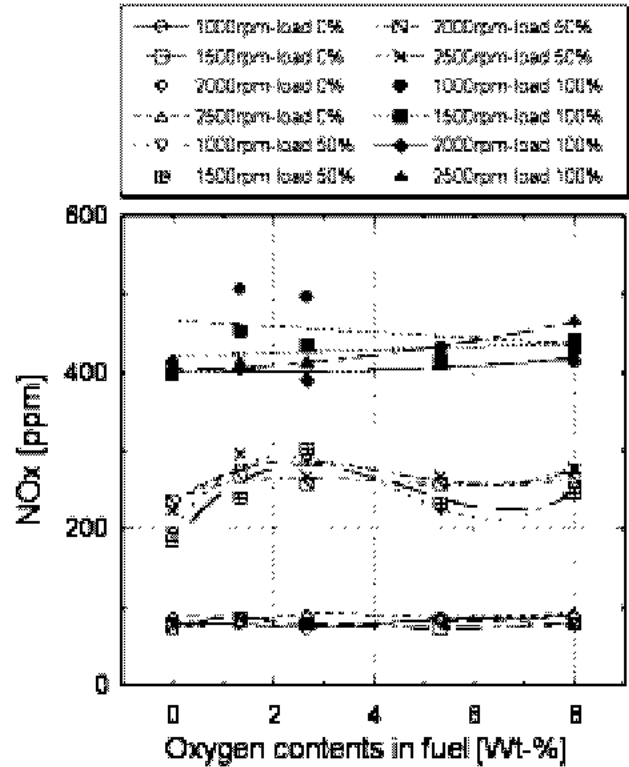 1000rpm-load 0%
1500rpm-load 0%
2000rpm-load 0%
2500rpm-load 0%
1000rpm-load 50%
1500rpm-load 50%
2000rpm-load 50%
2500rpm-load 50%
1000rpm-load 100%
1500rpm-load 100%
2000rpm-load 100%
2500rpm-load 100%
600
400
200
0
NOx [ppm]
0 2 4 6 8
Oxygen contents in fuel [Wt-%]